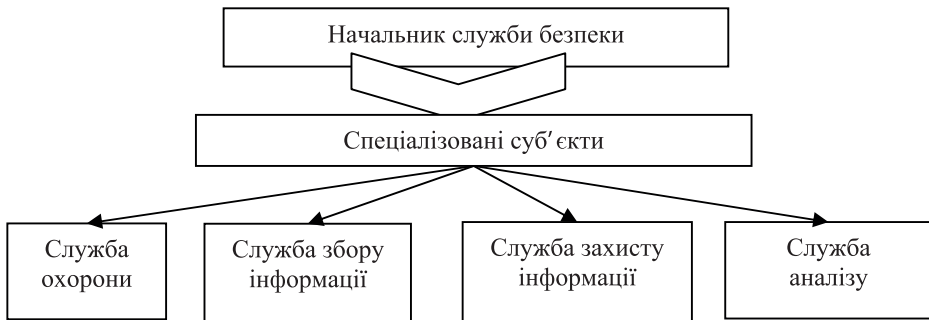 Начальник служби безпеки
Спеціалізовані суб’єкти
Служба
охорони
Служба збору
інформації
Служба захисту
інформації
Служба
аналізу